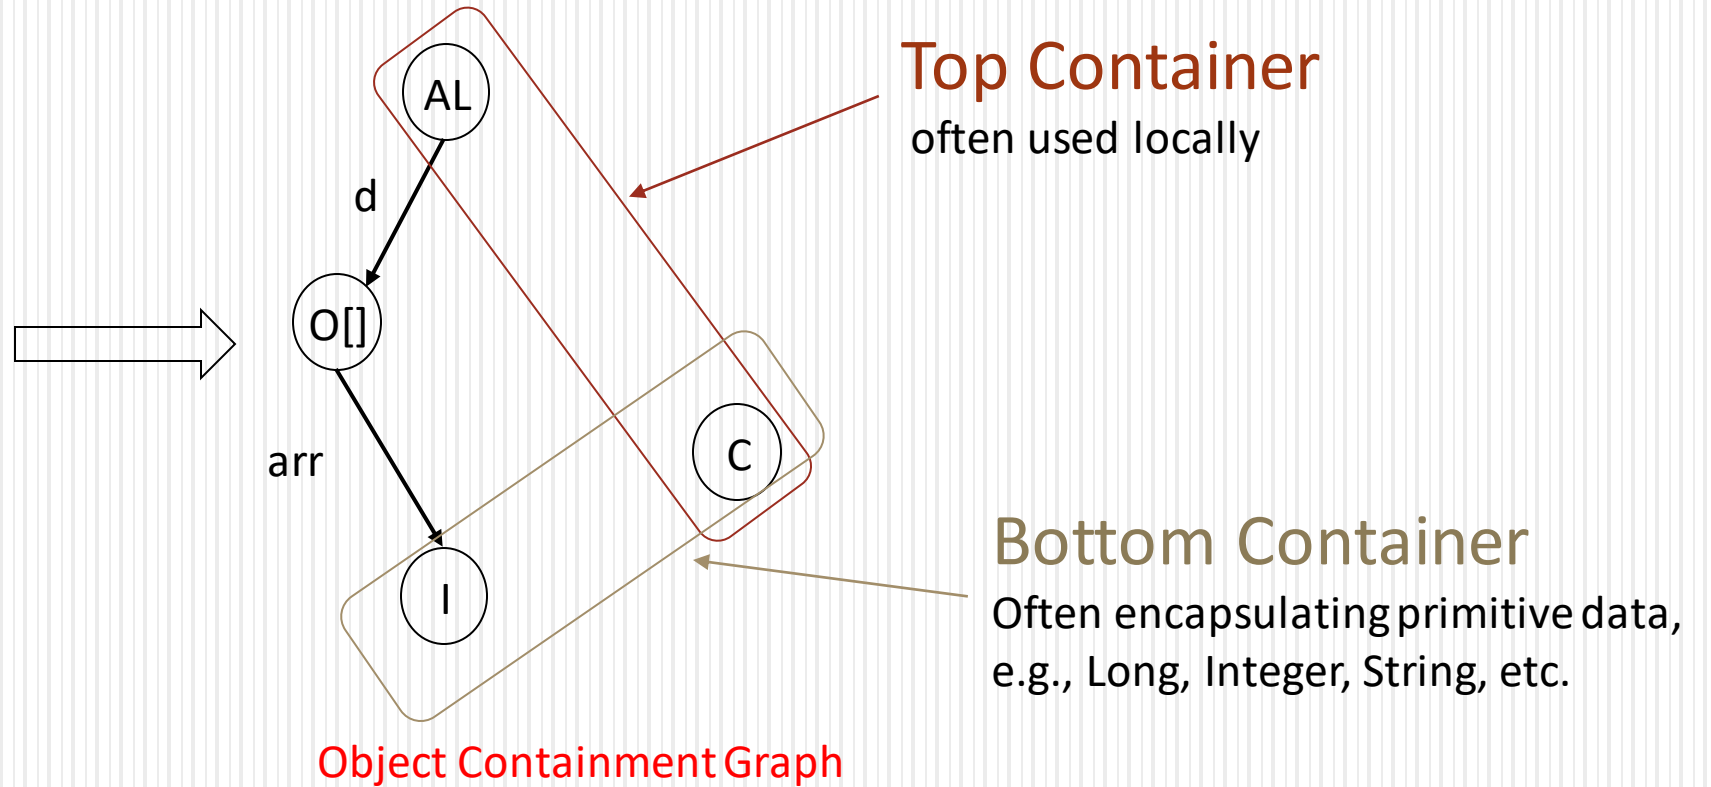 Top Container
often used locally
AL
d
O[]
arr
C
I
Bottom Container
Often encapsulating primitive data,
e.g., Long, Integer, String, etc.
Object Containment Graph